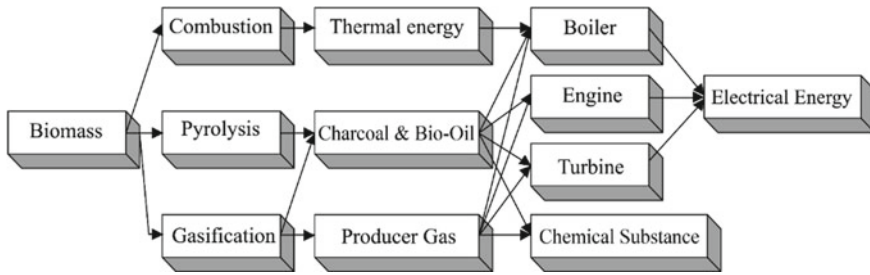 Combustion
Thermal energy
Boiler
Engine
Electrical Energy
Biomass
Pyrolysis
Charcoal & Bio-Oil
Turbine
Gasification
Producer Gas
Chemical Substance